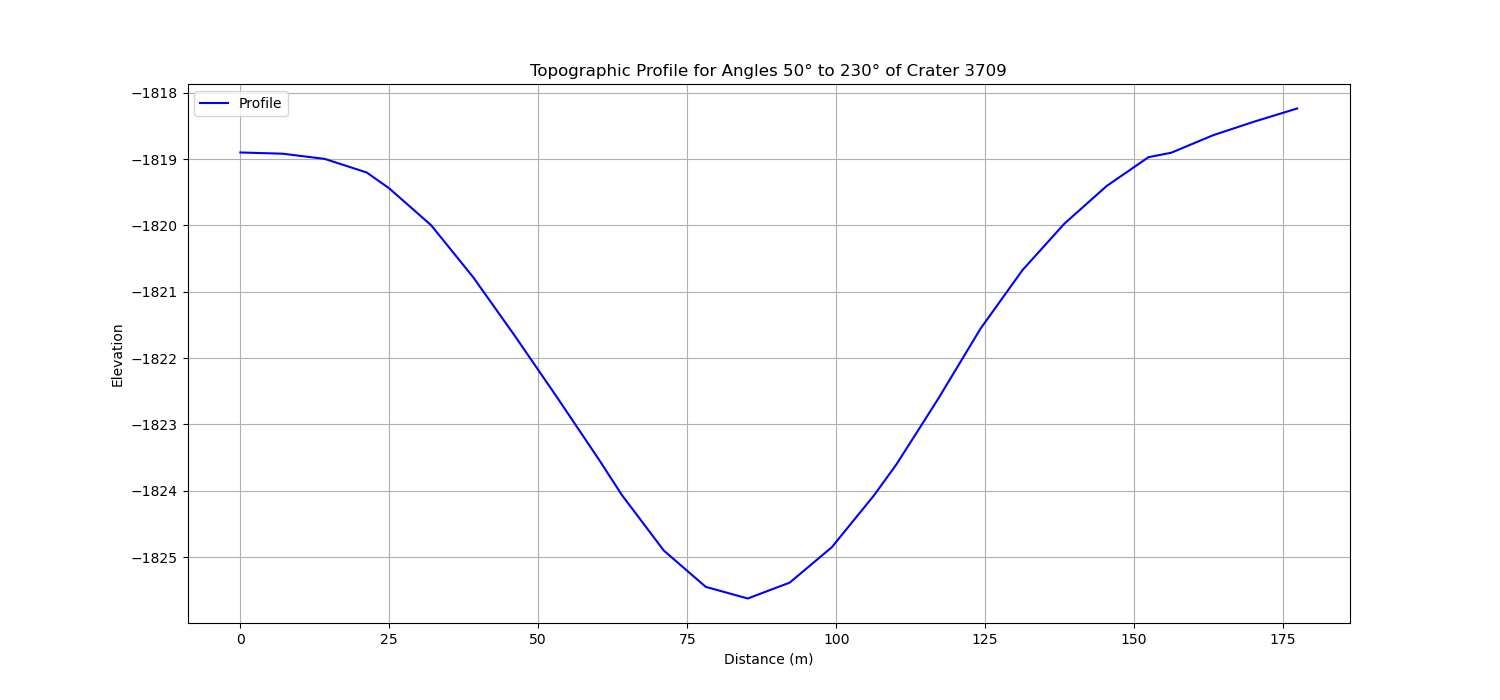 Topographic Profile for Angles 50° to 230° of Crater 3709
Profile
−1818
−1819
−1820
−1821
−1822
−1823
−1824
−1825
Elevation
0 25 50 75 100 125 150 175
Distance (m)